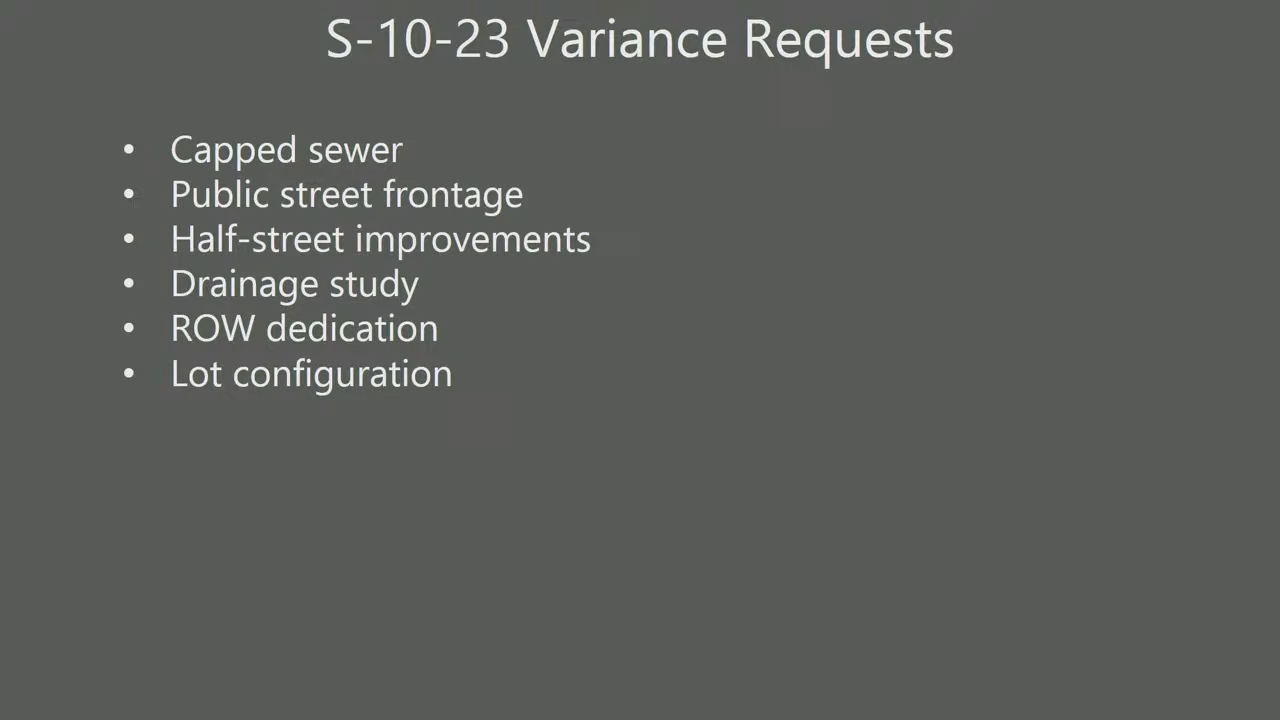 S-10-23 Variance Requests
• Capped sewer
• Public street frontage
• Half-street improvements
• Drainage study
• ROW dedication
• Lot configuration